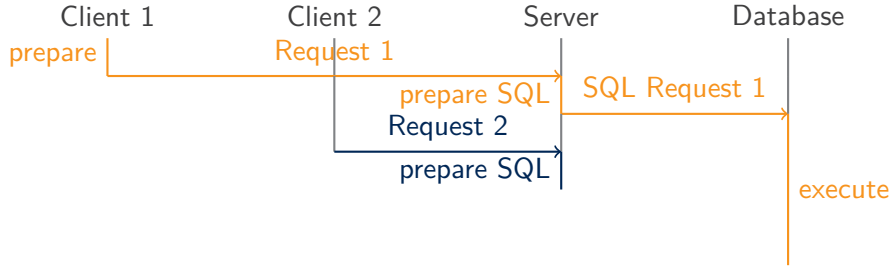 Client 1
Client 2
Server
Database
prepare
Request 1
prepare SQL
SQL Request 1
Request 2
prepare SQL
execute